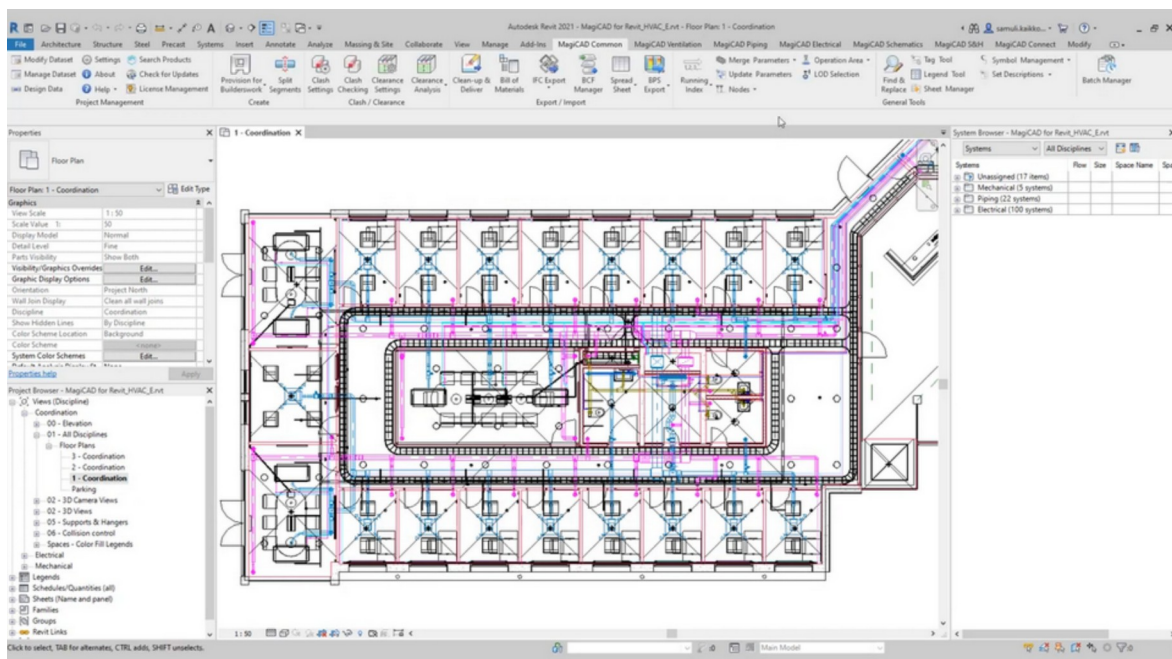 Autodesk Revit 2021 - MagiCAD for Revit_HVAC_E.rvt - Floor Plan: 1 - Coordination
samuli.kaikko...
File Architecture Structure Steel Precast Systems Insert Annotate Analyze Massing & Site Collaborate View Manage Add-Ins MagiCAD Common MagiCAD Ventilation MagiCAD Piping MagiCAD Electrical MagiCAD Schematics MagiCAD S&H MagiCAD Connect Modify
Modify Dataset Settings Search Products
Manage Dataset About Check for Updates
Design Data Help License Management
Project Management
Provision for Builderswork
Split Segments
Create
Clash Settings
Clash Checking
Clearance Settings
Clearance Analysis
Clash / Clearance
Clean-up & Deliver
Bill of Materials
IFC Export
BCF Manager
Spread Sheet
BPS Export
Export / Import
Running Index
Merge Parameters Operation Area
Update Parameters LOD Selection
Nodes
Find & Replace
Tag Tool Symbol Management
Legend Tool Set Descriptions
Sheet Manager
General Tools
Batch Manager
Properties
Floor Plan
Floor Plan: 1 - Coordination Edit Type
Graphics
View Scale 1 : 50
Scale Value 1: 50
Display Model Normal
Detail Level Fine
Parts Visibility Show Both
Visibility/Graphics Overrides Edit...
Graphic Display Options Edit...
Orientation Project North
Wall Join Display Clean all wall joins
Discipline Coordination
Show Hidden Lines By Discipline
Color Scheme Location Background
Color Scheme <none>
System Color Schemes Edit...
Properties help Apply
Project Browser - MagiCAD for Revit_HVAC_E.rvt
Views (Discipline)
Coordination
00 - Elevation
01 - All Disciplines
Floor Plans
3 - Coordination
2 - Coordination
1 - Coordination
Parking
02 - 3D Camera Views
02 - 3D Views
05 - Supports & Hangers
06 - Collision control
Spaces - Color Fill Legends
Electrical
Mechanical
Legends
Schedules/Quantities (all)
Sheets (Name and panel)
Families
Groups
Revit Links
1 - Coordination
1 : 50
System Browser - MagiCAD for Revit_HVAC_E.rvt
Systems All Disciplines
Systems Flow Size Space Name
Unassigned (17 items)
Mechanical (5 systems)
Piping (22 systems)
Electrical (100 systems)
Click to select, TAB for alternates, CTRL adds, SHIFT unselects.
Main Model